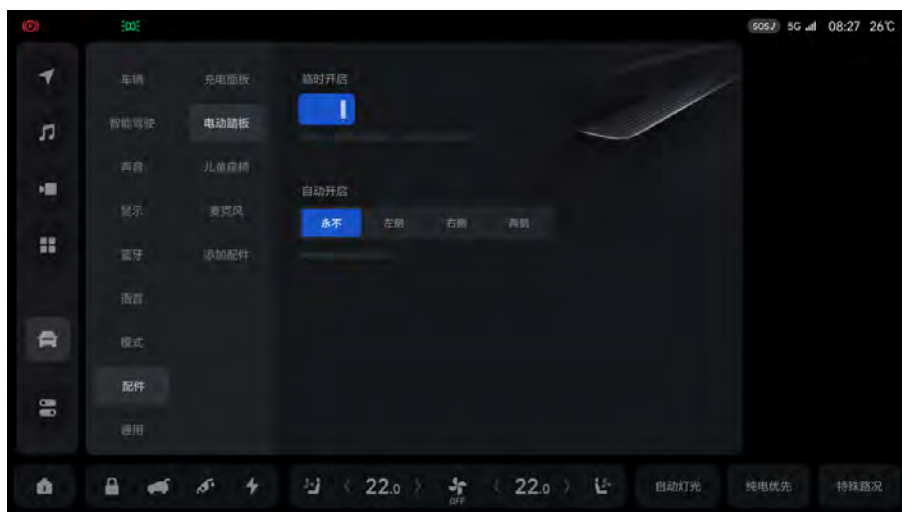 SOS 5G 08:27 26℃
车辆
充电面板
临时开启
智能驾驶
电动踏板
声音
儿童座椅
自动开启
显示
麦克风
永不 左侧 右侧 两侧
蓝牙
添加配件
语言
模式
配件
通用
22.0 OFF 22.0 自动灯光 纯电优先 特殊路况